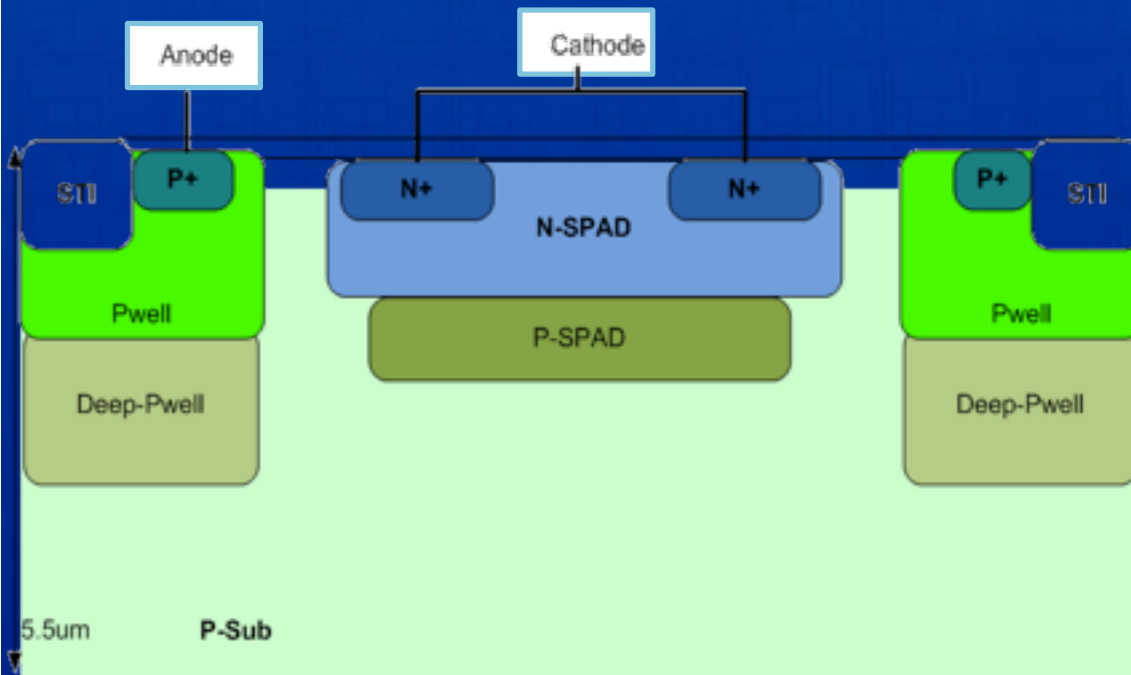 Anode
Cathode
STI
P+
N+
N+
P+
STI
N-SPAD
Pwell
Pwell
P-SPAD
Deep-Pwell
Deep-Pwell
5.5um
P-Sub